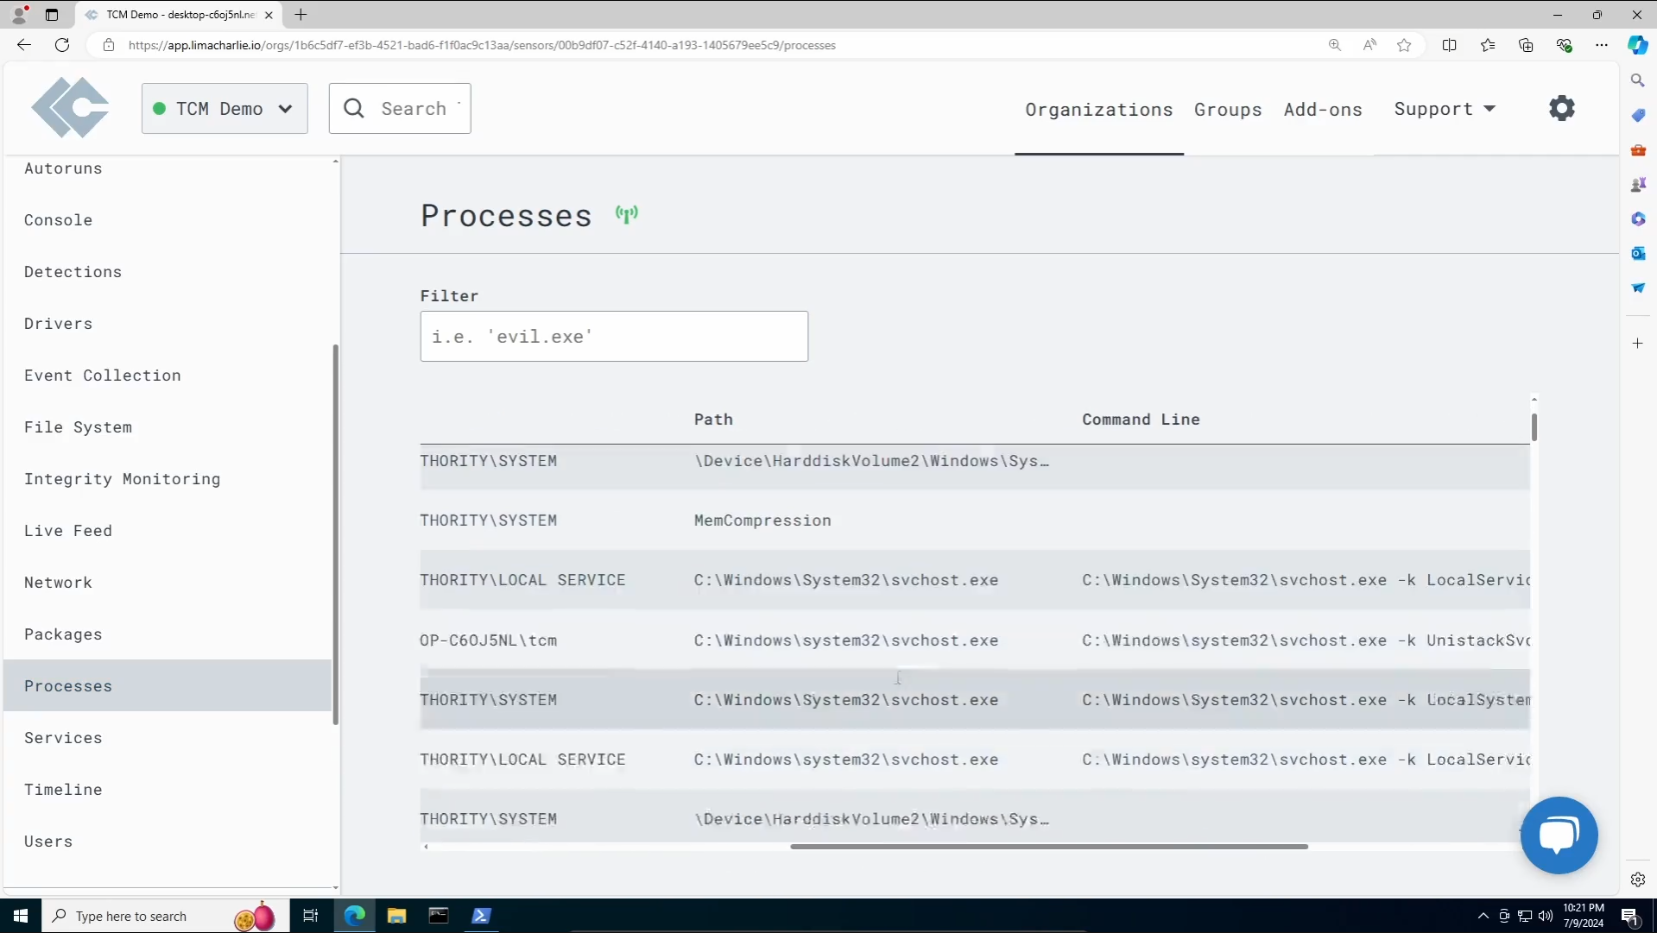 TCM Demo - desktop-c6oj5nl.ne
https://app.limacharlie.io/orgs/1b6c5df7-ef3b-4521-bad6-f1f0ac9c13aa/sensors/00b9df07-c52f-4140-a193-1405679ee5c9/processes
TCM Demo
Search
Organizations
Groups
Add-ons
Support
Autoruns
Console
Detections
Drivers
Event Collection
File System
Integrity Monitoring
Live Feed
Network
Packages
Processes
Services
Timeline
Users
Processes
Filter
i.e. 'evil.exe'
Path Command Line
THORITY\SYSTEM \Device\HarddiskVolume2\Windows\Sys…
THORITY\SYSTEM MemCompression
THORITY\LOCAL SERVICE C:\Windows\System32\svchost.exe C:\Windows\System32\svchost.exe -k LocalServic
OP-C6OJ5NL\tcm C:\Windows\system32\svchost.exe C:\Windows\system32\svchost.exe -k UnistackSvc
THORITY\SYSTEM C:\Windows\System32\svchost.exe C:\Windows\System32\svchost.exe -k LocalSystem
THORITY\LOCAL SERVICE C:\Windows\system32\svchost.exe C:\Windows\system32\svchost.exe -k LocalServic
THORITY\SYSTEM \Device\HarddiskVolume2\Windows\Sys…
Type here to search
10:21 PM
7/9/2024
1